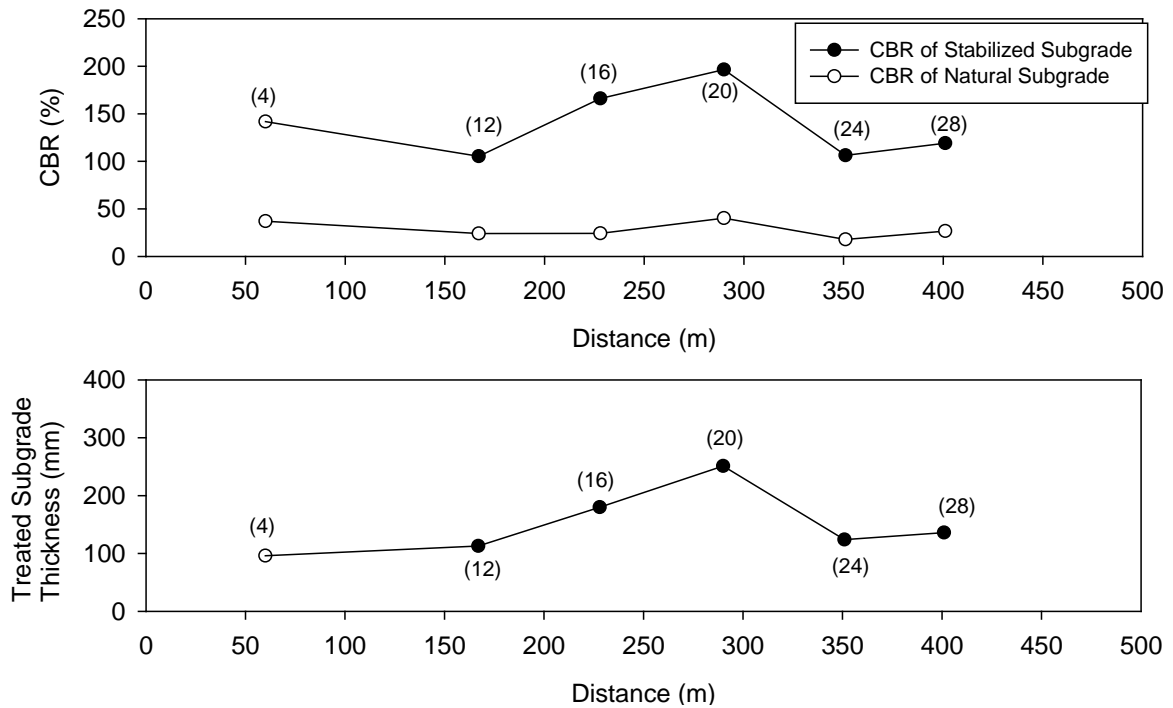 250
200
150
100
50
0
CBR (%)
CBR of Stabilized Subgrade
CBR of Natural Subgrade
(4)
(12)
(16)
(20)
(24)
(28)
0 50 100 150 200 250 300 350 400 450 500
Distance (m)
400
300
200
100
0
Treated Subgrade
Thickness (mm)
(4)
(12)
(16)
(20)
(24)
(28)
0 50 100 150 200 250 300 350 400 450 500
Distance (m)